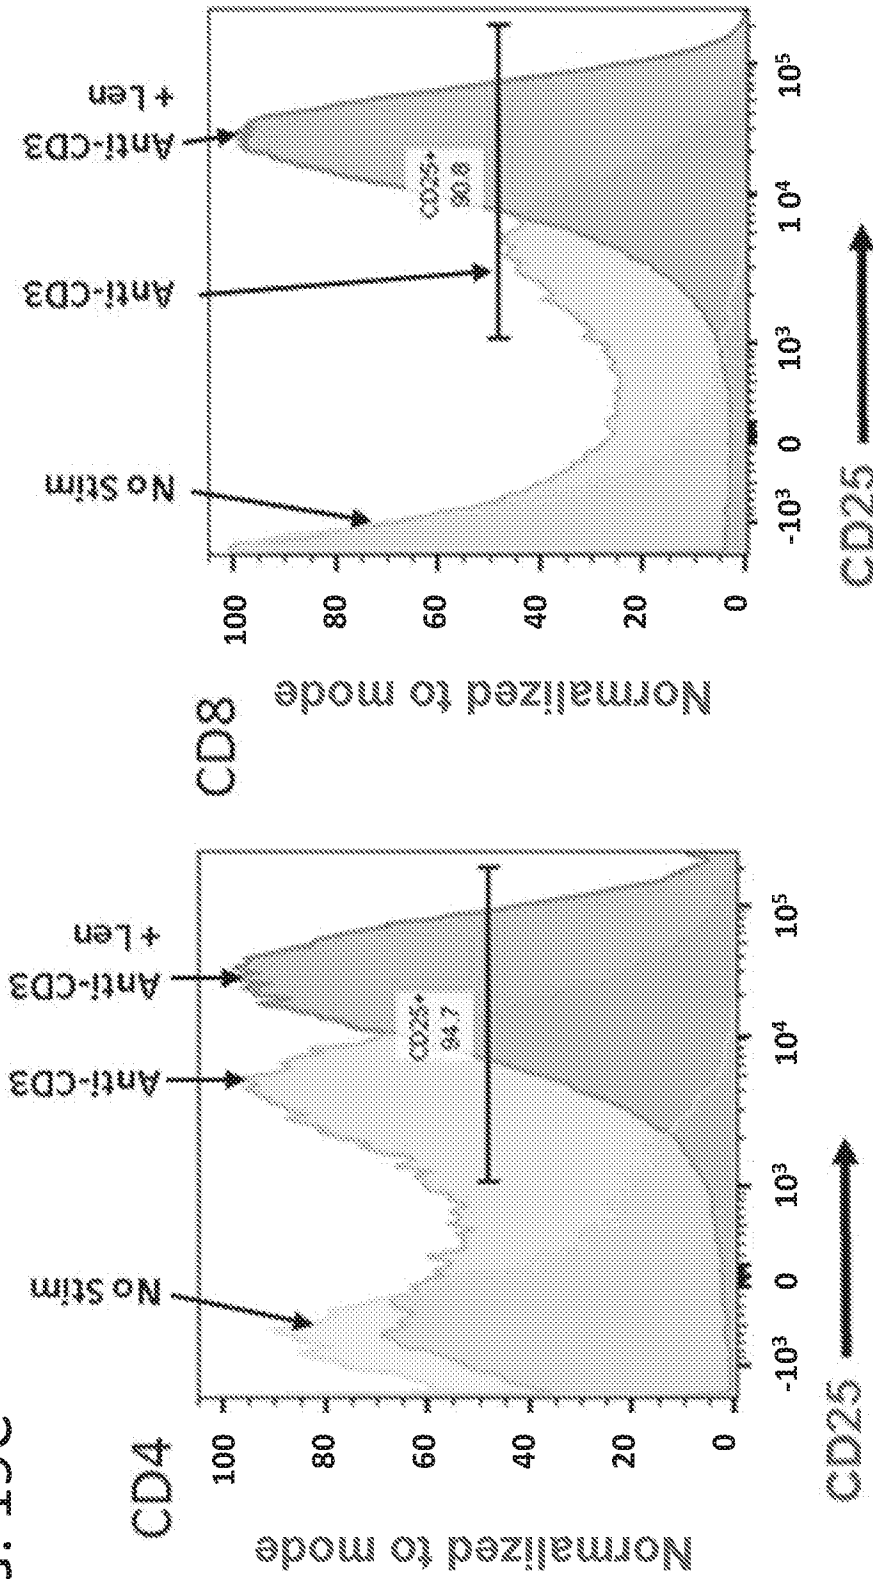 CD4
Normalized to mode
100
80
60
40
20
0
-10³
0
10³
10⁴
10⁵
CD25
No Stim
Anti-CD3
Anti-CD3
+ Len
CD25+
94.7
CD8
Normalized to mode
100
80
60
40
20
0
-10³
0
10³
10⁴
10⁵
CD25
No Stim
Anti-CD3
Anti-CD3
+ Len
CD25+
90.8